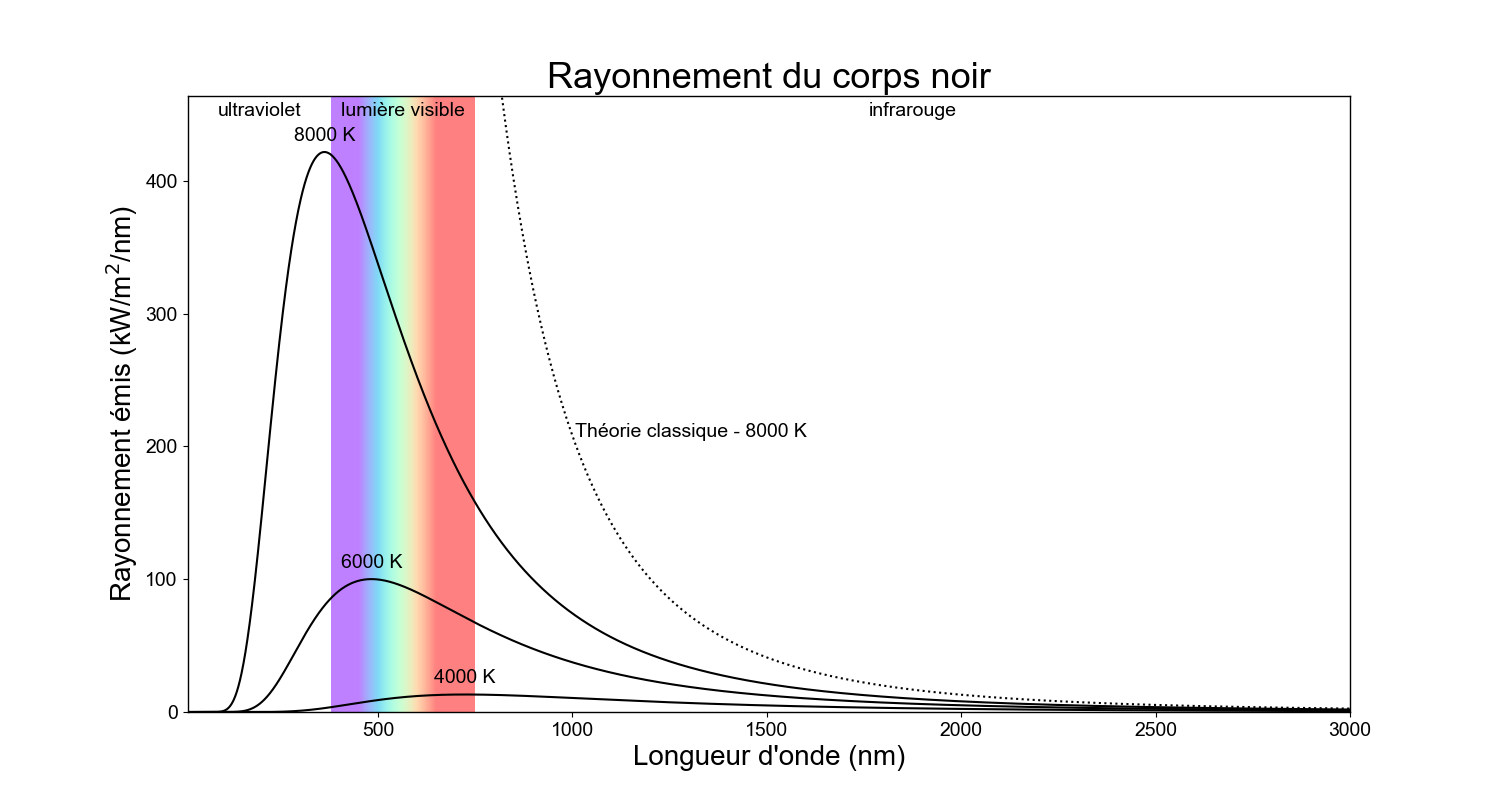 Rayonnement du corps noir
ultraviolet
lumière visible
infrarouge
8000 K
Théorie classique - 8000 K
6000 K
4000 K
Rayonnement émis (kW/m²/nm)
400
300
200
100
0
500
1000
1500
2000
2500
3000
Longueur d'onde (nm)